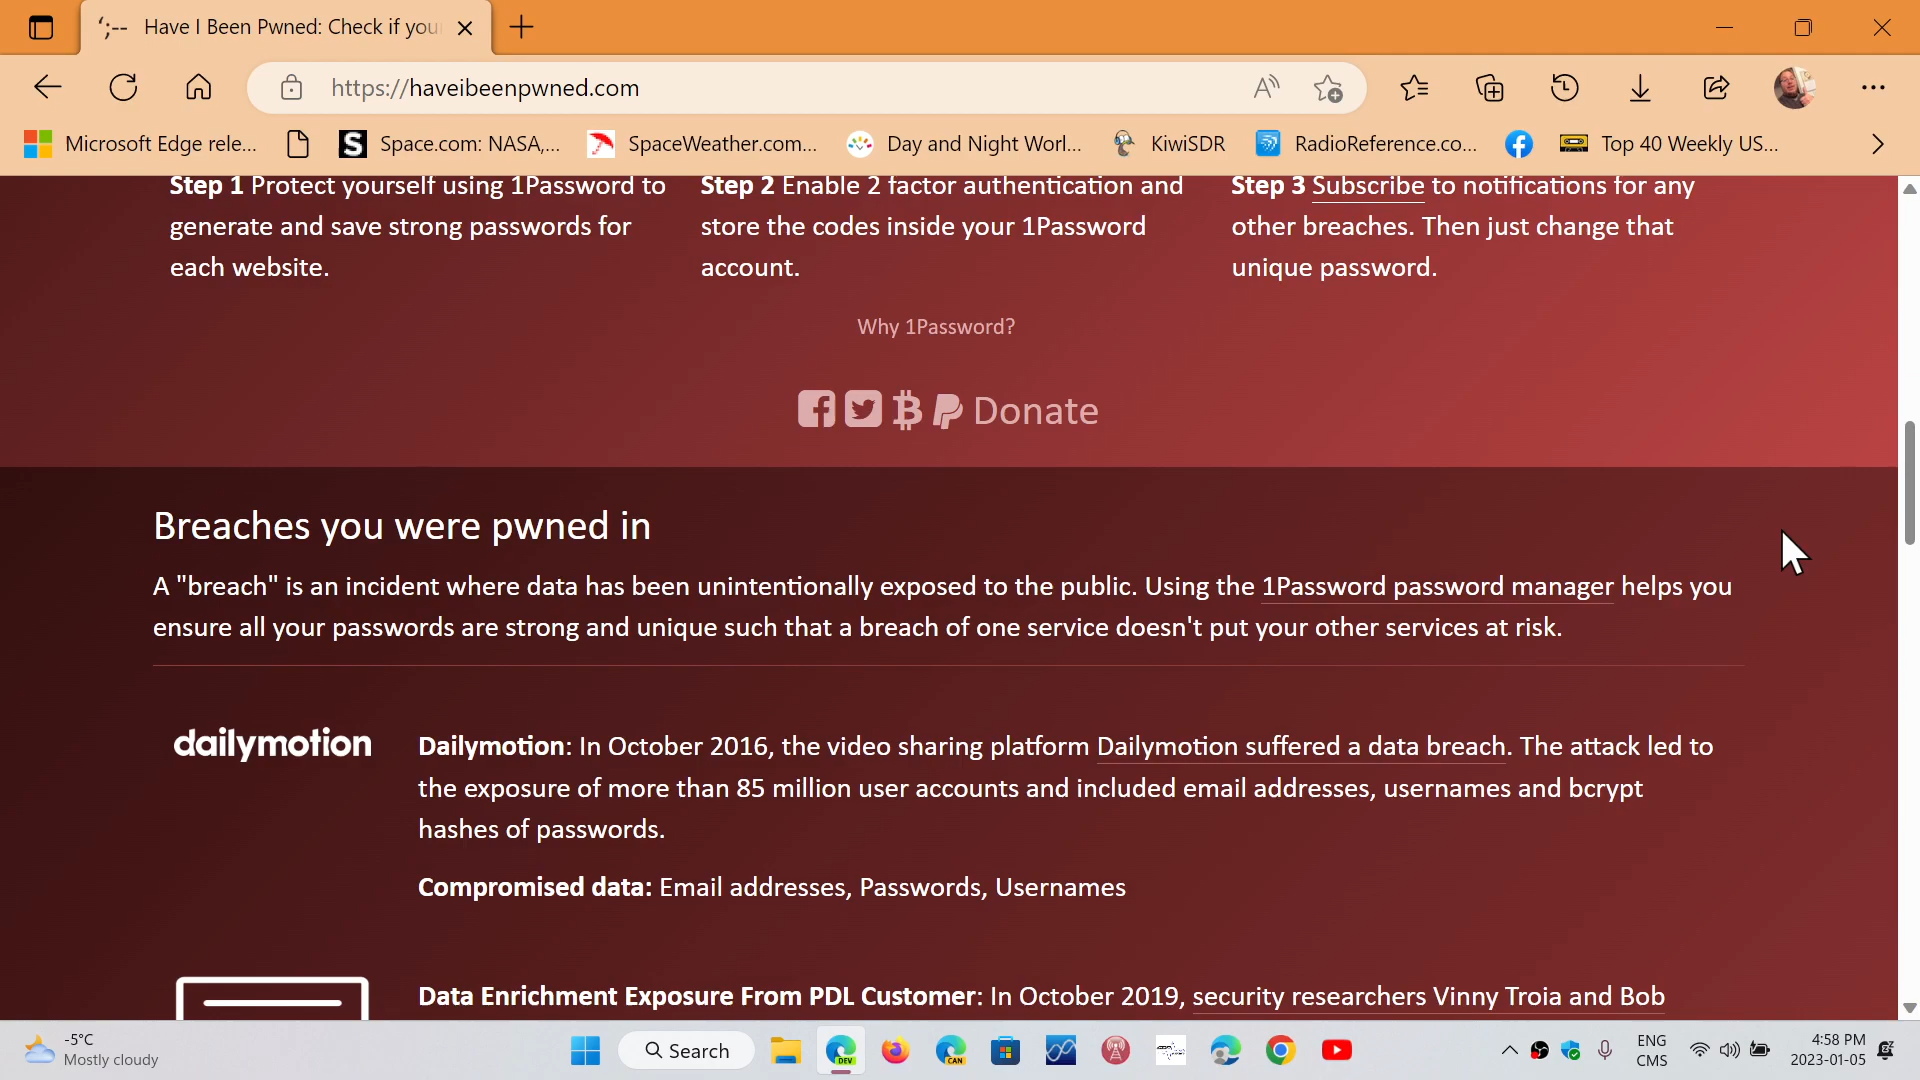 ';-- Have I Been Pwned: Check if you
https://haveibeenpwned.com
Microsoft Edge rele... Space.com: NASA,... SpaceWeather.com... Day and Night Worl... KiwiSDR RadioReference.co... Top 40 Weekly US...
Step 1 Protect yourself using 1Password to
generate and save strong passwords for
each website.
Step 2 Enable 2 factor authentication and
store the codes inside your 1Password
account.
Step 3 Subscribe to notifications for any
other breaches. Then just change that
unique password.
Why 1Password?
Donate
Breaches you were pwned in
A "breach" is an incident where data has been unintentionally exposed to the public. Using the 1Password password manager helps you
ensure all your passwords are strong and unique such that a breach of one service doesn't put your other services at risk.
dailymotion
Dailymotion: In October 2016, the video sharing platform Dailymotion suffered a data breach. The attack led to
the exposure of more than 85 million user accounts and included email addresses, usernames and bcrypt
hashes of passwords.
Compromised data: Email addresses, Passwords, Usernames
Data Enrichment Exposure From PDL Customer: In October 2019, security researchers Vinny Troia and Bob
-5°C
Mostly cloudy
Search
DEV
CAN
ENG
CMS
4:58 PM
2023-01-05